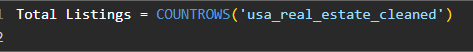 1 Total Listings = COUNTROWS('usa_real_estate_cleaned')
2